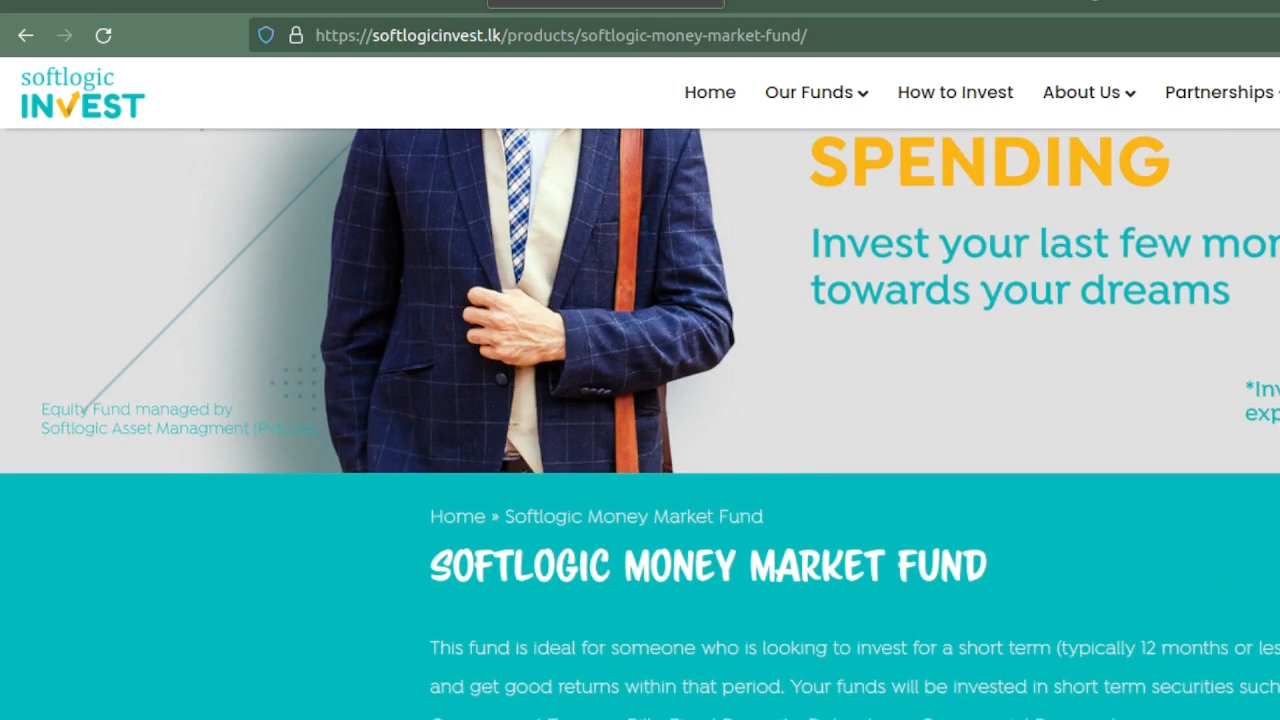 https://softlogicinvest.lk/products/softlogic-money-market-fund/
softlogic
INVEST
Home Our Funds How to Invest About Us Partnerships
SPENDING
Invest your last few
towards your dreams
Equity Fund managed by
Softlogic Asset Managment (Pvt) Ltd
Home » Softlogic Money Market Fund
SOFTLOGIC MONEY MARKET FUND
This fund is ideal for someone who is looking to invest for a short term (typically 12 months or
and get good returns within that period. Your funds will be invested in short term securities such